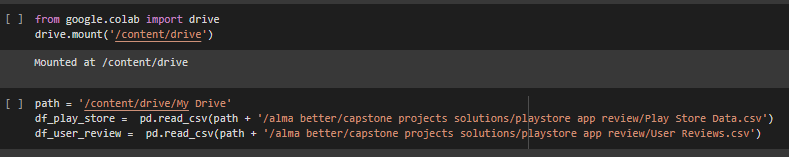 [ ] from google.colab import drive
drive.mount('/content/drive')
Mounted at /content/drive
[ ] path = '/content/drive/My Drive'
df_play_store =  pd.read_csv(path + '/alma better/capstone projects solutions/playstore app review/Play Store Data.csv')
df_user_review =  pd.read_csv(path + '/alma better/capstone projects solutions/playstore app review/User Reviews.csv')